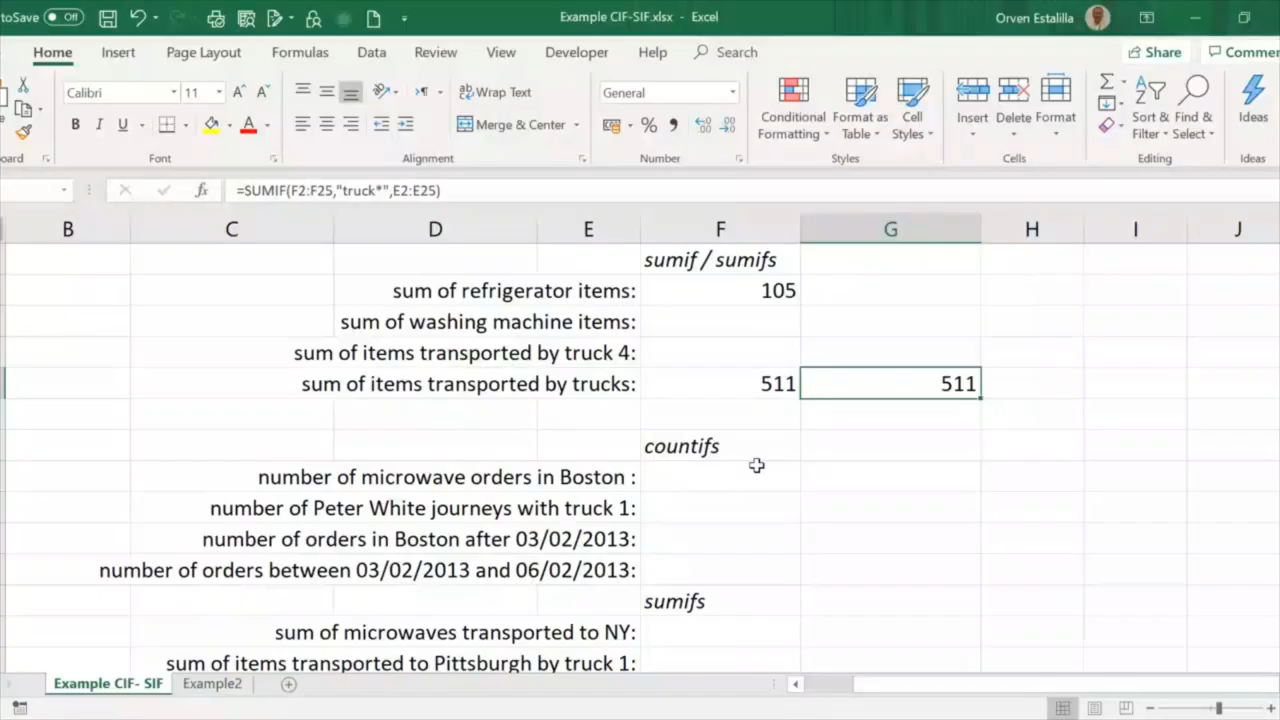 toSave Off Example CIF-SIF.xlsx - Excel Orven Estalilla
Home Insert Page Layout Formulas Data Review View Developer Help Search Share Comme
Calibri 11 A A Wrap Text General
B I U A Merge & Center % Conditional Formatting Format as Table Cell Styles Insert Delete Format Sort & Filter Find & Select Ideas
oard Font Alignment Number Styles Cells Editing Ideas
fx =SUMIF(F2:F25,"truck*",E2:E25)
B C D E F G H I J
sumif / sumifs
sum of refrigerator items: 105
sum of washing machine items:
sum of items transported by truck 4:
sum of items transported by trucks: 511 511
countifs
number of microwave orders in Boston :
number of Peter White journeys with truck 1:
number of orders in Boston after 03/02/2013:
number of orders between 03/02/2013 and 06/02/2013:
sumifs
sum of microwaves transported to NY:
sum of items transported to Pittsburgh by truck 1:
Example CIF- SIF Example2